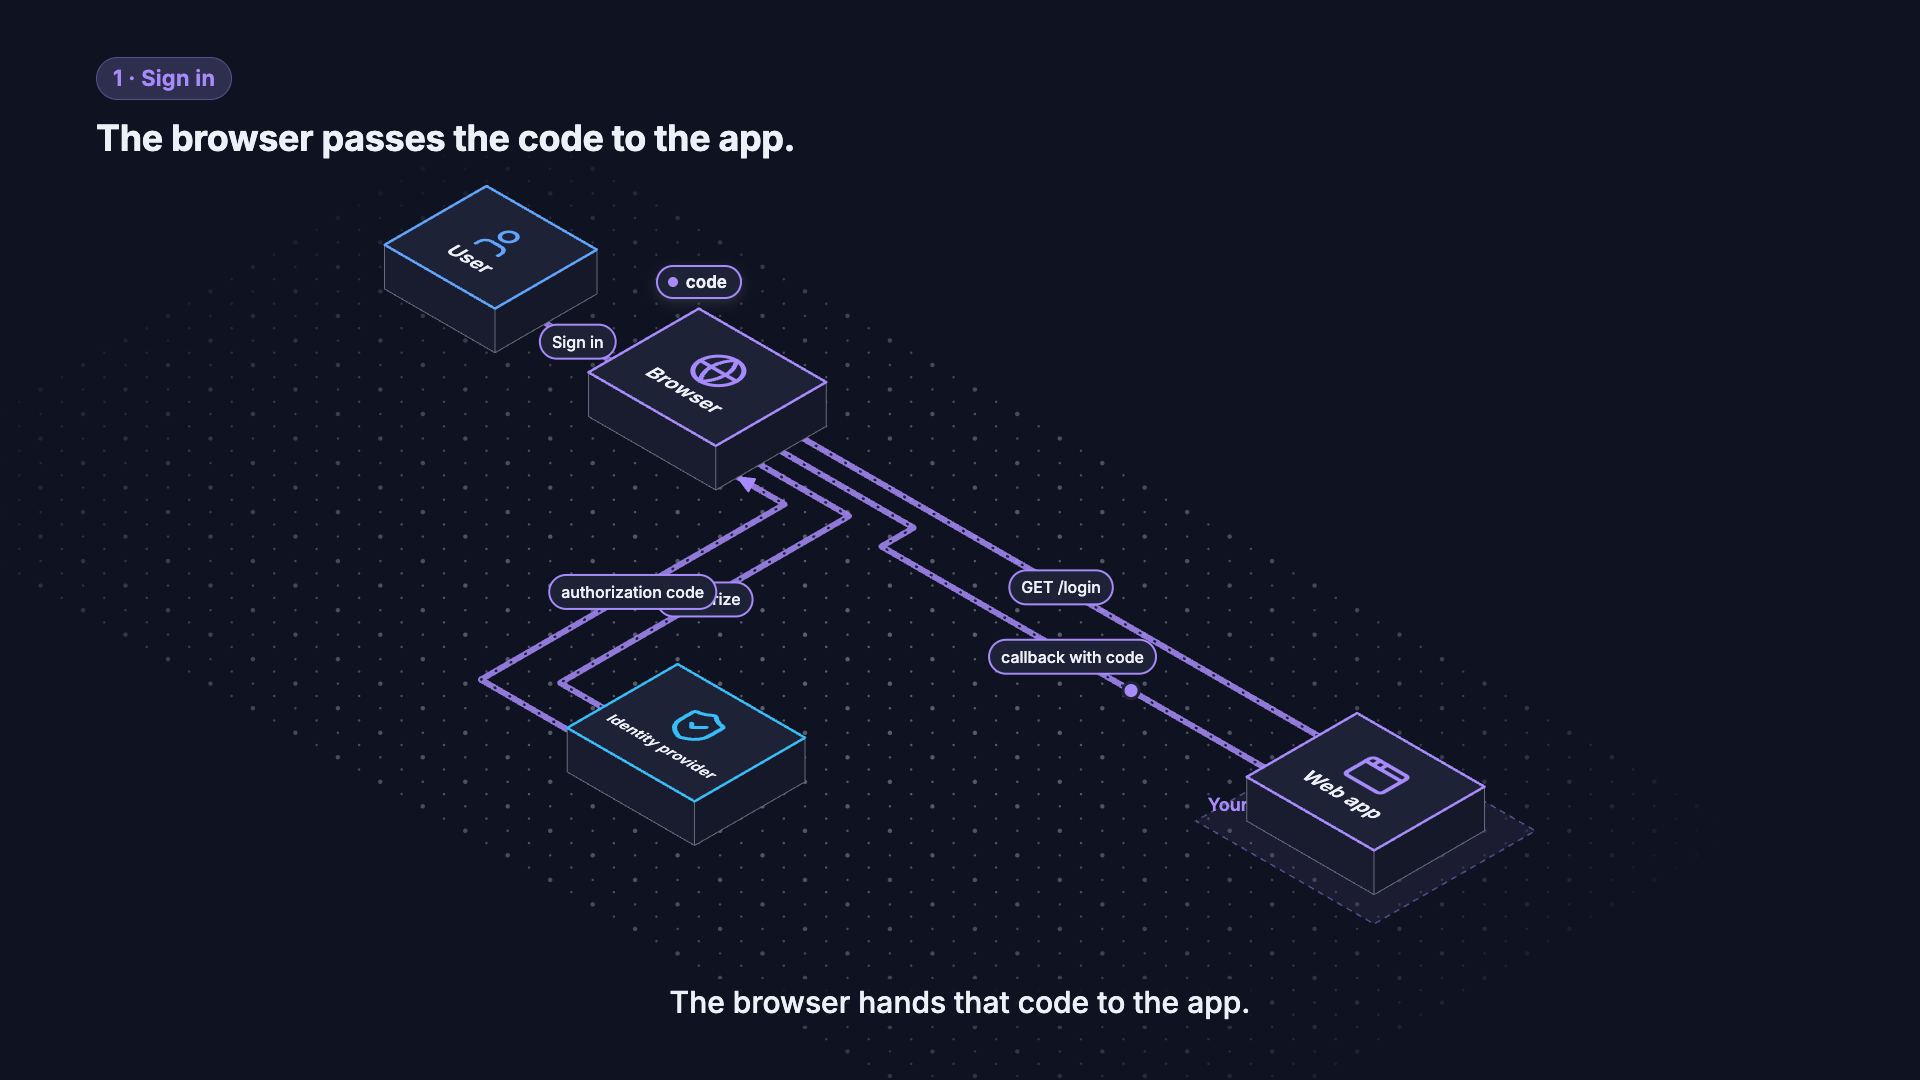 1 · Sign in
The browser passes the code to the app.
User
code
Sign in
Browser
GET /login
authorization code
callback with code
Identity provider
Web app
Your
The browser hands that code to the app.